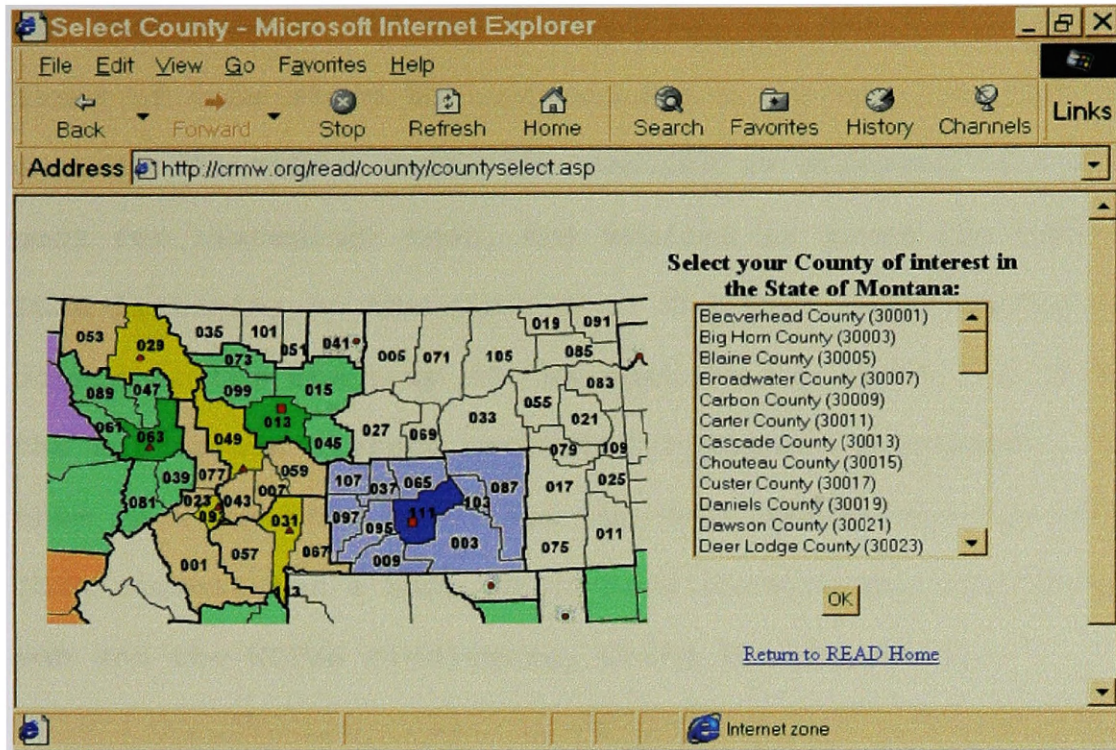 Select County - Microsoft Internet Explorer
File Edit View Go Favorites Help
Back Forward Stop Refresh Home Search Favorites History Channels Links
Address http://crmw.org/read/county/countyselect.asp
Select your County of interest in
the State of Montana:
Beaverhead County (30001)
Big Horn County (30003)
Blaine County (30005)
Broadwater County (30007)
Carbon County (30009)
Carter County (30011)
Cascade County (30013)
Chouteau County (30015)
Custer County (30017)
Daniels County (30019)
Dawson County (30021)
Deer Lodge County (30023)
OK
Return to READ Home
053 029 035 101 051 041 005 071 105 019 091
085
073
089 047 099 015 083
055
061 063 049 013 045 027 069 033 021
079 109
039 077 059 107 037 065 087 017 025
081 023 043 007 103
093 031 097 095 111
001 057 067 009 003 075 011
Internet zone